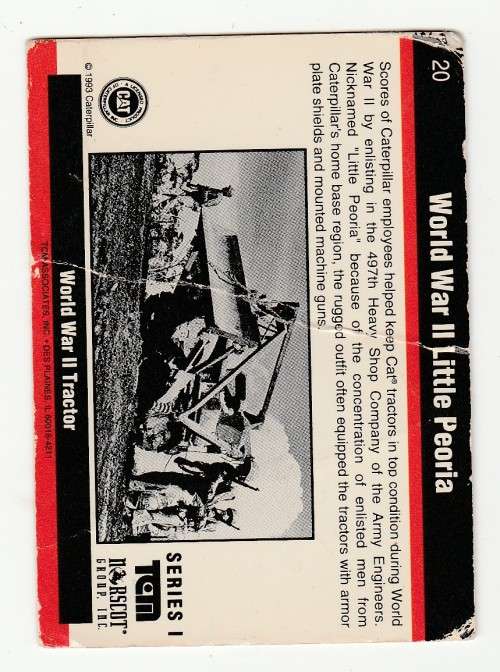 20
World War II Little Peoria
Scores of Caterpillar employees helped keep Cat® tractors in top condition during World
War II by enlisting in the 497th Heavy Shop Company of the Army Engineers.
Nicknamed "Little Peoria" because of the concentration of enlisted men from
Caterpillar's home base region, the rugged outfit often equipped the tractors with armor
plate shields and mounted machine guns.
CAT
© 1993 Caterpillar
SERIES I
TCM
NORSCOT®
GROUP, INC.
World War II Tractor
TCM ASSOCIATES, INC. • DES PLAINES, IL 60016-4211